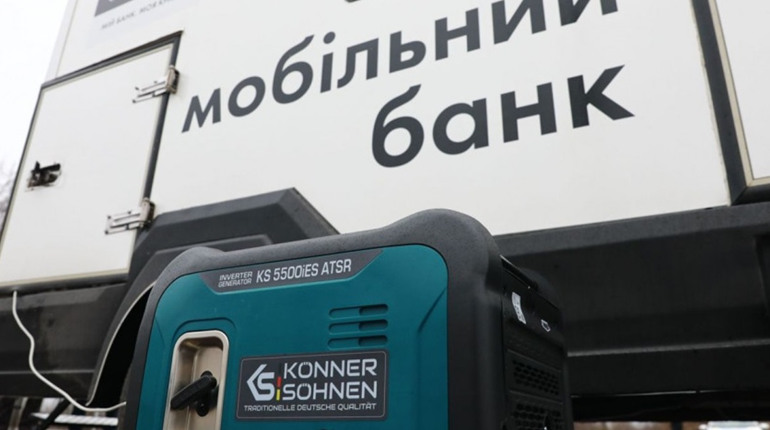 мобільний
банк
INVERTER
GENERATOR KS 5500iES ATSR
KÖNNER
SÖHNEN
TRADITIONELLE DEUTSCHE QUALITÄT